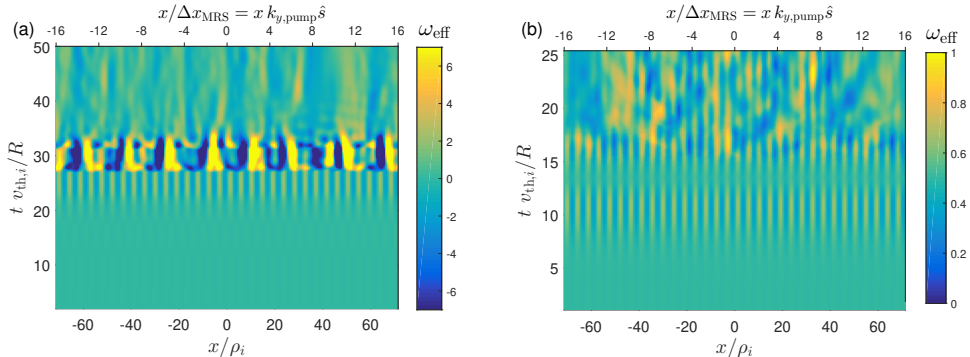 x/Δx_MRS = x k_y,pump ŝ
-16 -12 -8 -4 0 4 8 12 16
(a)
ω_eff
50
40
30
20
10
t v_th,i/R
6
4
2
0
-2
-4
-6
-60 -40 -20 0 20 40 60
x/ρ_i
x/Δx_MRS = x k_y,pump ŝ
-16 -12 -8 -4 0 4 8 12 16
(b)
ω_eff
25
20
15
10
5
t v_th,i/R
1
0.8
0.6
0.4
0.2
0
-60 -40 -20 0 20 40 60
x/ρ_i